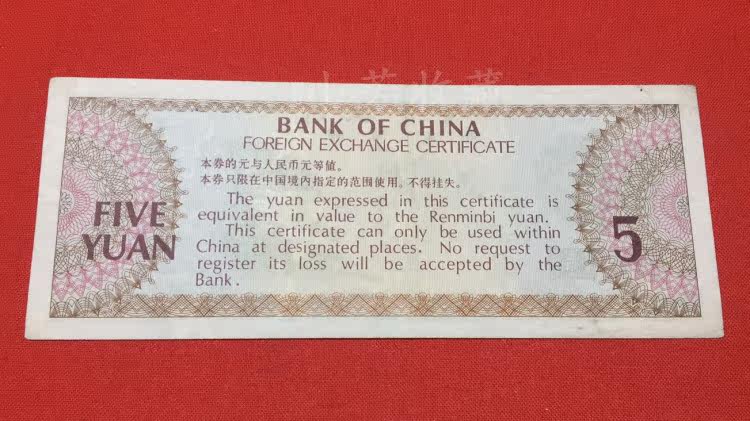 BANK OF CHINA
FOREIGN EXCHANGE CERTIFICATE
本券的元与人民币元等值。
本券只限在中国境内指定的范围使用。不得挂失。
The yuan expressed in this certificate is
equivalent in value to the Renminbi yuan.
This certificate can only be used within
China at designated places. No request to
register its loss will be accepted by the
Bank.
FIVE
YUAN
5